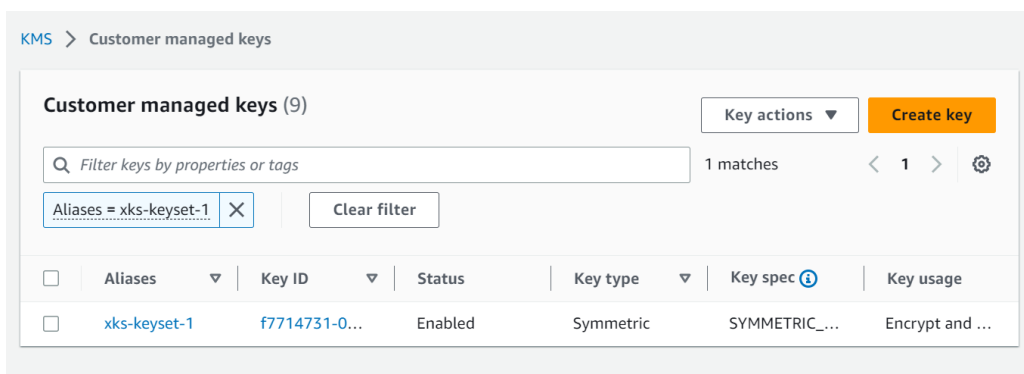 KMS > Customer managed keys
Customer managed keys (9)
Key actions ▼ Create key
Filter keys by properties or tags
1 matches < 1 >
Aliases = xks-keyset-1 × Clear filter
Aliases Key ID Status Key type Key spec Key usage
xks-keyset-1 f7714731-0... Enabled Symmetric SYMMETRIC_... Encrypt and ...